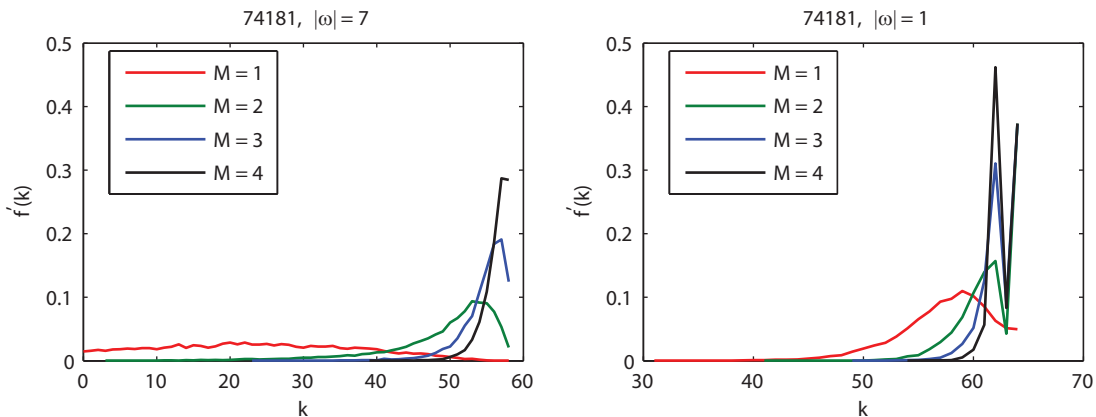 74181, |ω| = 7
0.5
0.4
0.3
0.2
0.1
0
f′(k)
M = 1
M = 2
M = 3
M = 4
0 10 20 30 40 50 60
k
74181, |ω| = 1
0.5
0.4
0.3
0.2
0.1
0
f′(k)
M = 1
M = 2
M = 3
M = 4
30 40 50 60 70
k